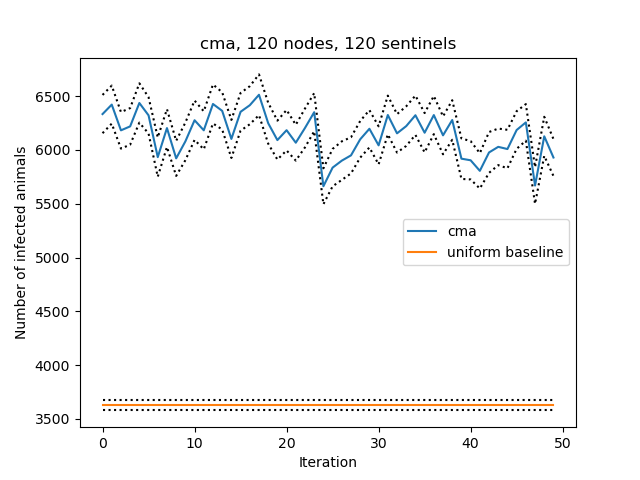 cma, 120 nodes, 120 sentinels
Number of infected animals
6500
6000
5500
5000
4500
4000
3500
cma
uniform baseline
0 10 20 30 40 50
Iteration